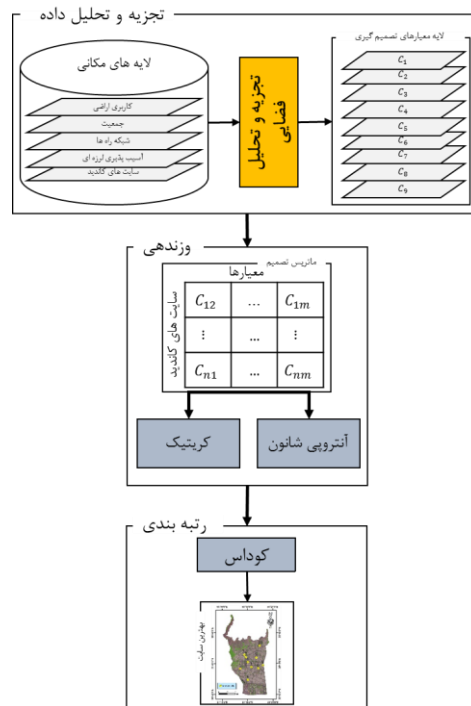 تجزیه و تحلیل داده
لایه های مکانی
کاربری اراضی
جمعیت
شبکه راه ها
آسیب پذیری لرزه ای
سایت های کاندید
تجزیه و تحلیل
فضایی
لایه معیارهای تصمیم گیری
C₁
C₂
C₃
C₄
C₅
C₆
C₇
C₈
C₉
وزندهی
ماتریس تصمیم
معیارها
سایت های کاندید
C₁₂ ... C₁ₘ
⋮ ... ⋮
Cₙ₁ ... Cₙₘ
کریتیک
آنتروپی شانون
رتبه بندی
کوداس
بهترین سایت